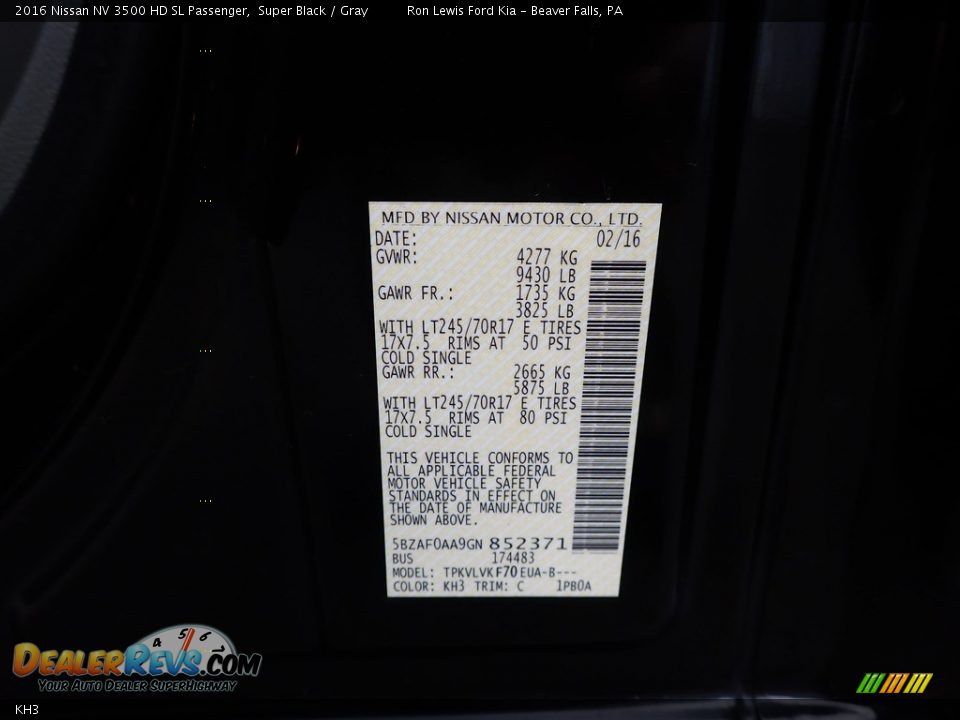 2016 Nissan NV 3500 HD SL Passenger,  Super Black / Gray  Ron Lewis Ford Kia - Beaver Falls, PA
MFD BY NISSAN MOTOR CO., LTD.
DATE: 02/16
GVWR: 4277 KG
9430 LB
GAWR FR.: 1735 KG
3825 LB
WITH LT245/70R17 E TIRES
17X7.5 RIMS AT 50 PSI
COLD SINGLE
GAWR RR.: 2665 KG
5875 LB
WITH LT245/70R17 E TIRES
17X7.5 RIMS AT 80 PSI
COLD SINGLE
THIS VEHICLE CONFORMS TO
ALL APPLICABLE FEDERAL
MOTOR VEHICLE SAFETY
STANDARDS IN EFFECT ON
THE DATE OF MANUFACTURE
SHOWN ABOVE.
5BZAF0AA9GN 852371
BUS 174483
MODEL: TPKVLVKF70EUA-B---
COLOR: KH3 TRIM: C 1PB0A
4 5 6
DEALERREVS.COM
YOUR AUTO DEALER SUPERHIGHWAY
KH3